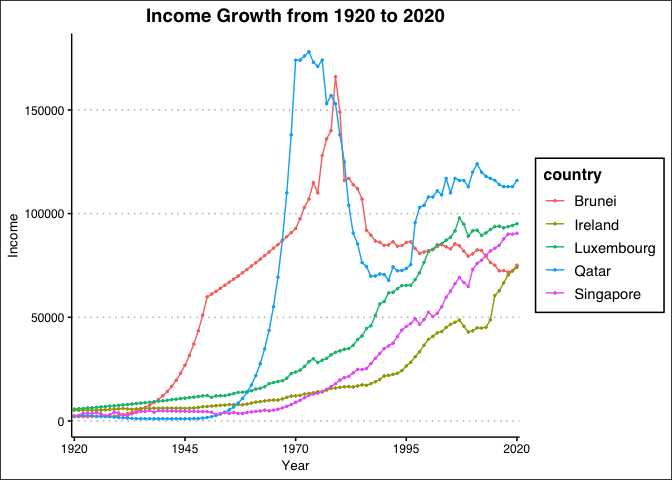 Income Growth from 1920 to 2020
150000
100000
50000
0
Income
1920 1945 1970 1995 2020
Year
country
Brunei
Ireland
Luxembourg
Qatar
Singapore